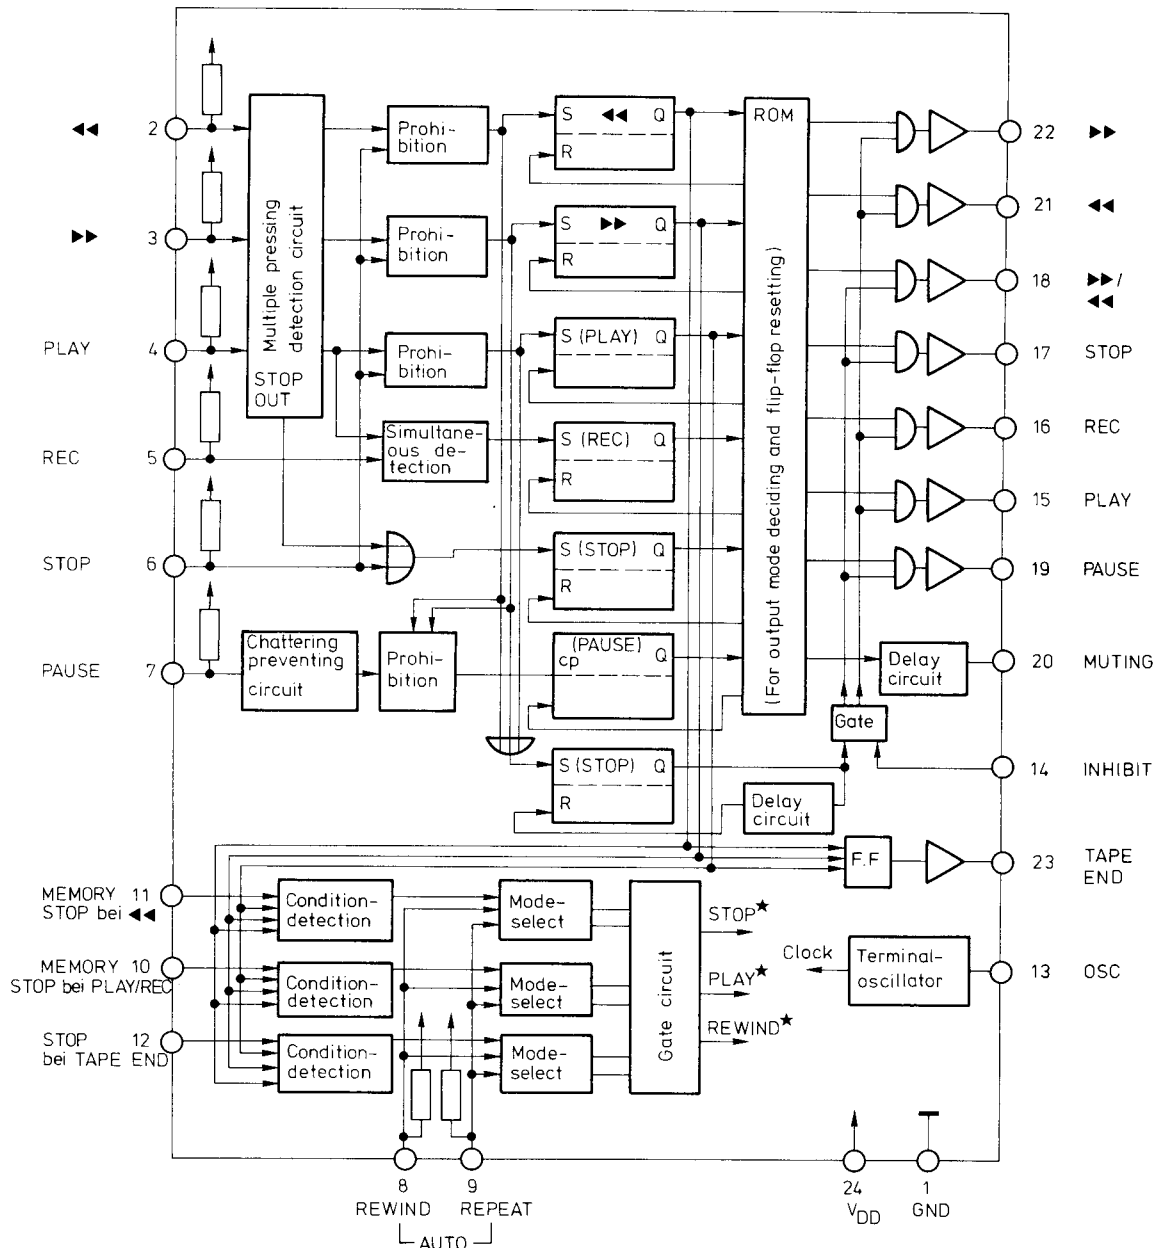 ◀◀ 2
▶▶ 3
PLAY 4
REC 5
STOP 6
PAUSE 7
Multiple pressing
detection circuit
STOP
OUT
Prohi-
bition
Prohi-
bition
Prohi-
bition
Simultane-
ous de-
tection
Chattering
preventing
circuit
Prohi-
bition
S ◀◀ Q
R
S ▶▶ Q
R
S (PLAY) Q
S (REC) Q
R
S (STOP) Q
R
(PAUSE)
cp Q
S (STOP) Q
R
ROM
(For output mode deciding and flip-flop resetting)
22 ▶▶
21 ◀◀
18 ▶▶/
◀◀
17 STOP
16 REC
15 PLAY
19 PAUSE
Delay
circuit
20 MUTING
Gate
14 INHIBIT
Delay
circuit
F.F
23 TAPE
END
MEMORY 11
STOP bei ◀◀
MEMORY 10
STOP bei PLAY/REC
STOP 12
bei TAPE END
Condition-
detection
Condition-
detection
Condition-
detection
Mode-
select
Mode-
select
Mode-
select
Gate circuit
STOP★
PLAY★
REWIND★
Clock
Terminal-
oscillator
13 OSC
8 9
REWIND REPEAT
AUTO
24 1
VDD GND